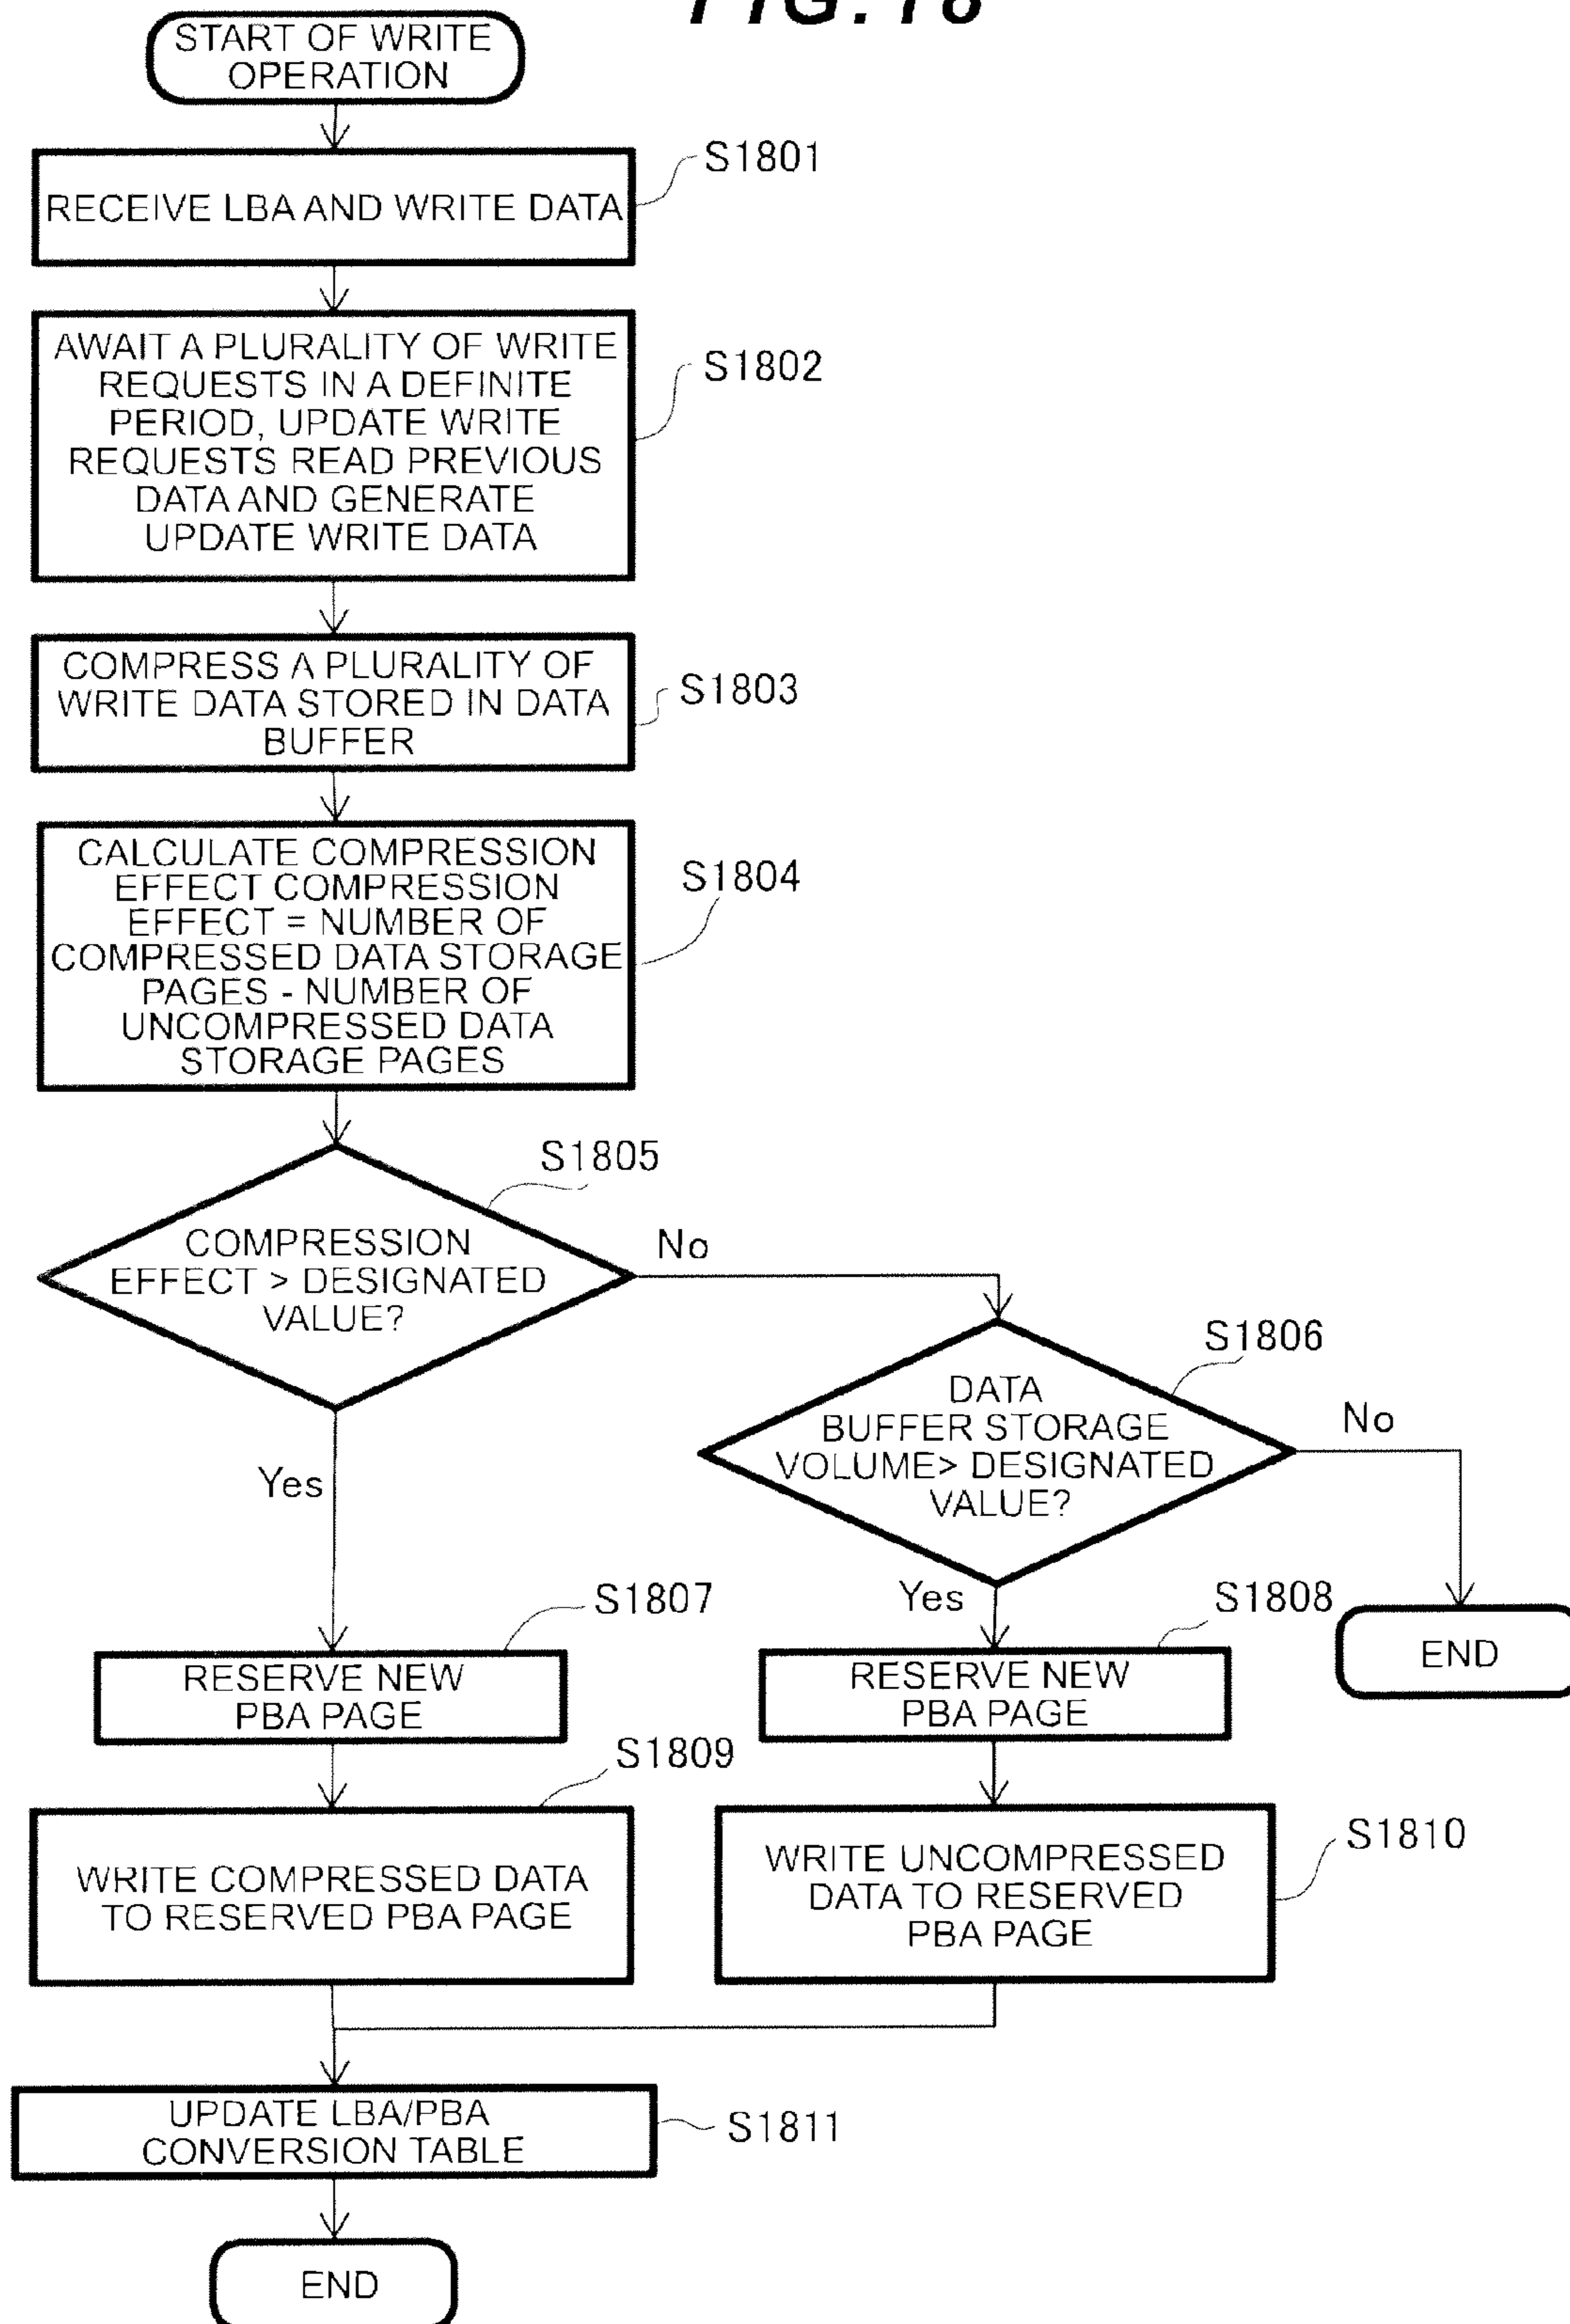 FIG. 18
START OF WRITE
OPERATION
S1801
RECEIVE LBA AND WRITE DATA
AWAIT A PLURALITY OF WRITE
REQUESTS IN A DEFINITE
PERIOD, UPDATE WRITE
REQUESTS READ PREVIOUS
DATA AND GENERATE
UPDATE WRITE DATA
S1802
COMPRESS A PLURALITY OF
WRITE DATA STORED IN DATA
BUFFER
S1803
CALCULATE COMPRESSION
EFFECT COMPRESSION
EFFECT = NUMBER OF
COMPRESSED DATA STORAGE
PAGES - NUMBER OF
UNCOMPRESSED DATA
STORAGE PAGES
S1804
S1805
COMPRESSION
EFFECT > DESIGNATED
VALUE?
No
Yes
S1806
DATA
BUFFER STORAGE
VOLUME> DESIGNATED
VALUE?
No
Yes
END
S1807
RESERVE NEW
PBA PAGE
S1808
RESERVE NEW
PBA PAGE
S1809
WRITE COMPRESSED DATA
TO RESERVED PBA PAGE
S1810
WRITE UNCOMPRESSED
DATA TO RESERVED
PBA PAGE
UPDATE LBA/PBA
CONVERSION TABLE
S1811
END